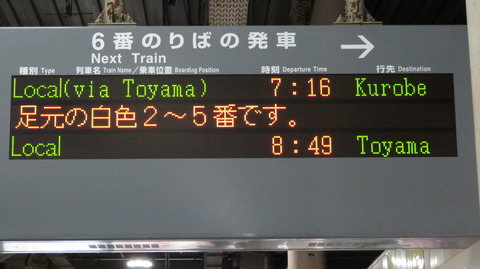 6番のりばの発車 →
Next Train
種別 Type 列車名 Train Name／乗車位置 Boarding Position 時刻 Departure Time 行先 Destination
Local(via Toyama) 7：16 Kurobe
足元の白色２～５番です。
Local 8：49 Toyama